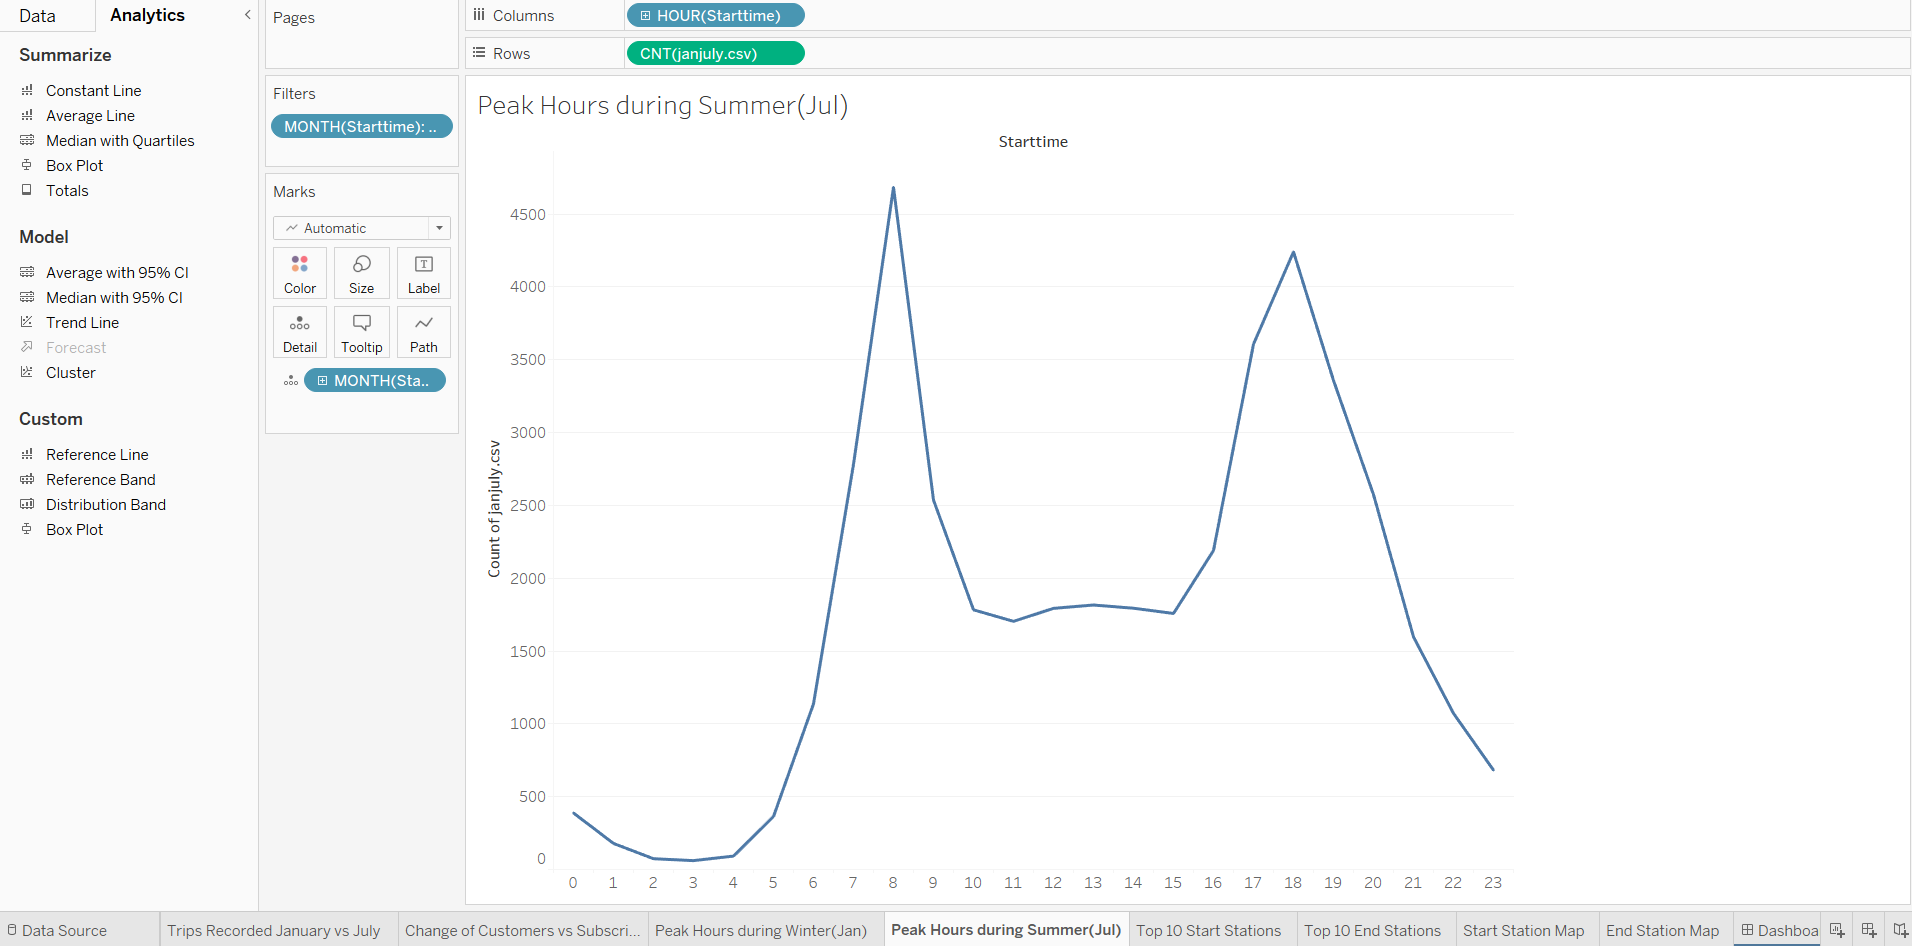 Data
Analytics
Summarize
Constant Line
Average Line
Median with Quartiles
Box Plot
Totals
Model
Average with 95% CI
Median with 95% CI
Trend Line
Forecast
Cluster
Custom
Reference Line
Reference Band
Distribution Band
Box Plot
Pages
Filters
MONTH(Starttime): ..
Marks
Automatic
Color
Size
Label
Detail
Tooltip
Path
MONTH(Sta..
Columns
HOUR(Starttime)
Rows
CNT(janjuly.csv)
Peak Hours during Summer(Jul)
Starttime
Count of janjuly.csv
4500
4000
3500
3000
2500
2000
1500
1000
500
0
0 1 2 3 4 5 6 7 8 9 10 11 12 13 14 15 16 17 18 19 20 21 22 23
Data Source
Trips Recorded January vs July
Change of Customers vs Subscri...
Peak Hours during Winter(Jan)
Peak Hours during Summer(Jul)
Top 10 Start Stations
Top 10 End Stations
Start Station Map
End Station Map
Dashboa